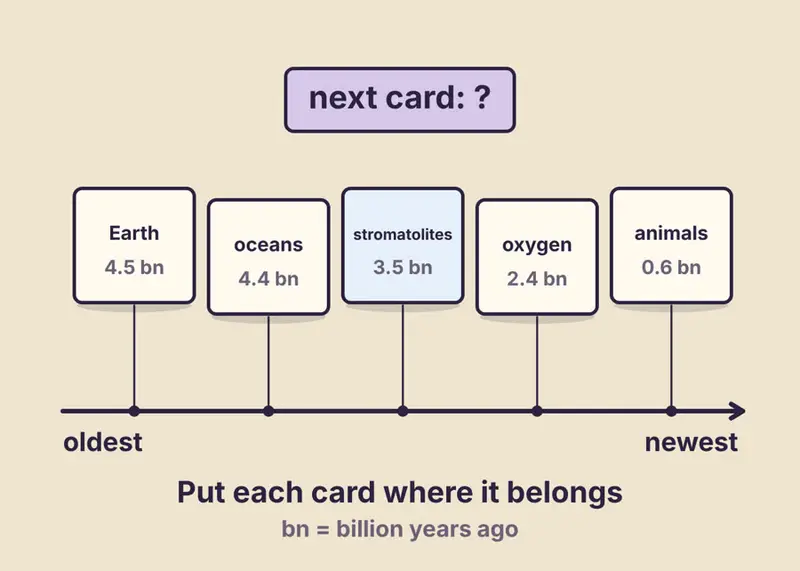 next card: ?
Earth
4.5 bn
oceans
4.4 bn
stromatolites
3.5 bn
oxygen
2.4 bn
animals
0.6 bn
oldest
newest
Put each card where it belongs
bn = billion years ago